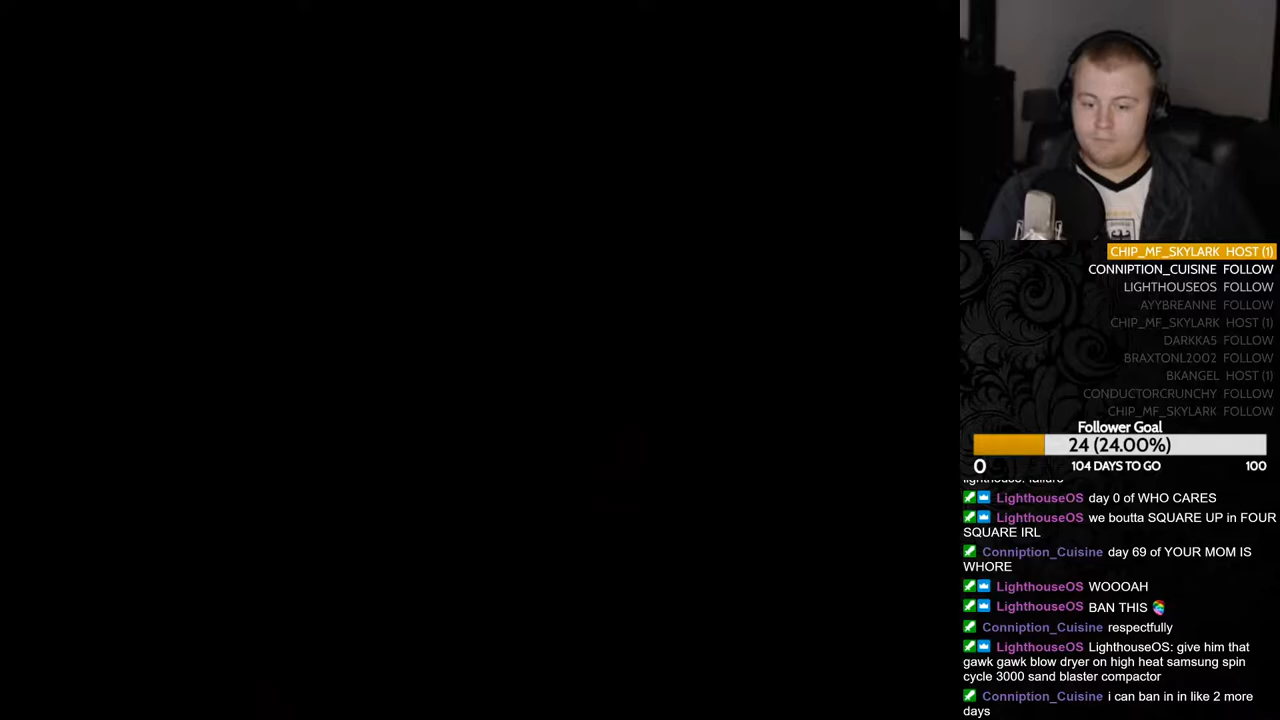 CHIP_MF_SKYLARK HOST (1)
CONNIPTION_CUISINE FOLLOW
LIGHTHOUSEOS FOLLOW
AYYBREANNE FOLLOW
CHIP_MF_SKYLARK HOST (1)
DARKKA5 FOLLOW
BRAXTONL2002 FOLLOW
BKANGEL HOST (1)
CONDUCTORCRUNCHY FOLLOW
CHIP_MF_SKYLARK FOLLOW
Follower Goal
24 (24.00%)
0 104 DAYS TO GO 100
lighthouse: failure
LighthouseOS day 0 of WHO CARES
LighthouseOS we boutta SQUARE UP in FOUR
SQUARE IRL
Conniption_Cuisine day 69 of YOUR MOM IS
WHORE
LighthouseOS WOOOAH
LighthouseOS BAN THIS
Conniption_Cuisine respectfully
LighthouseOS LighthouseOS: give him that
gawk gawk blow dryer on high heat samsung spin
cycle 3000 sand blaster compactor
Conniption_Cuisine i can ban in in like 2 more
days